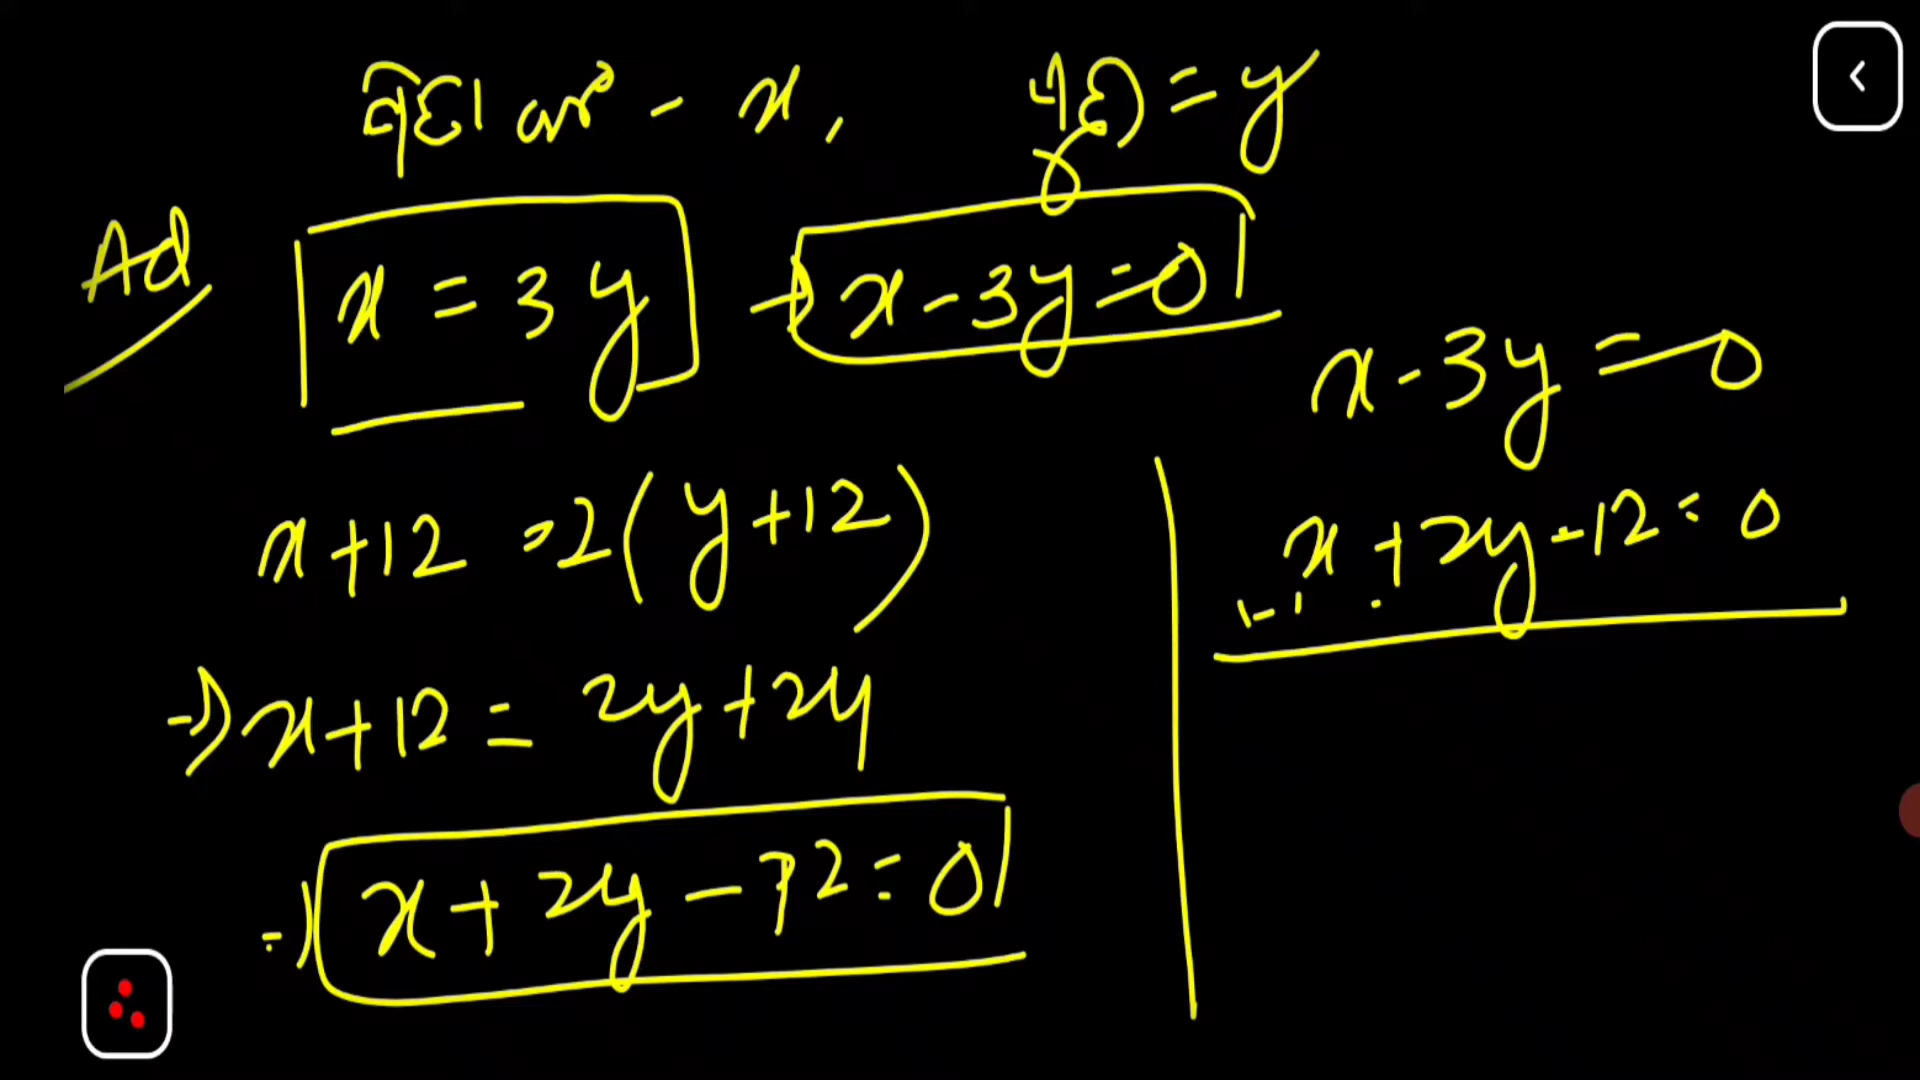 x, = y
Ad x = 3y → x - 3y = 0
x + 12 = 2(y + 12)
⇒ x + 12 = 2y + 24
⇒ x + 2y - 12 = 0
x - 3y = 0
x + 2y - 12 = 0